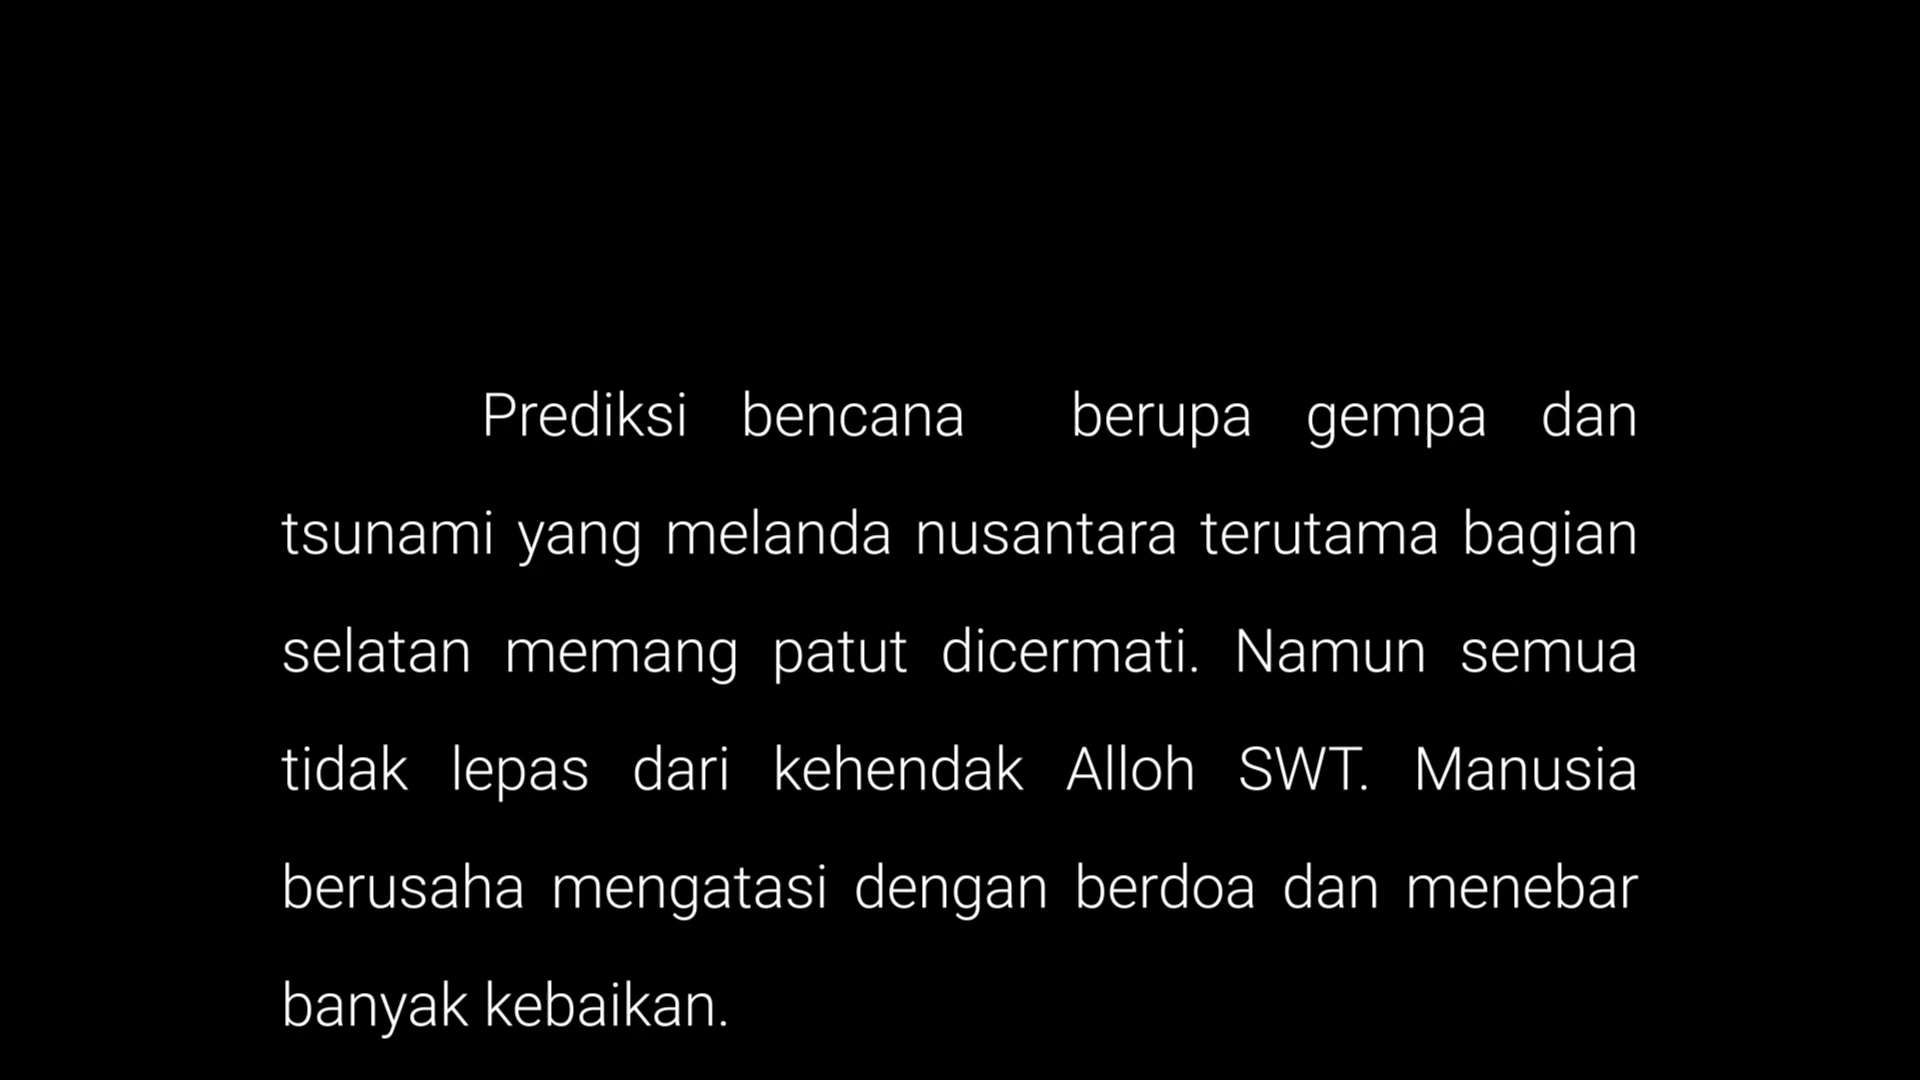 Prediksi bencana berupa gempa dan
tsunami yang melanda nusantara terutama bagian
selatan memang patut dicermati. Namun semua
tidak lepas dari kehendak Alloh SWT. Manusia
berusaha mengatasi dengan berdoa dan menebar
banyak kebaikan.